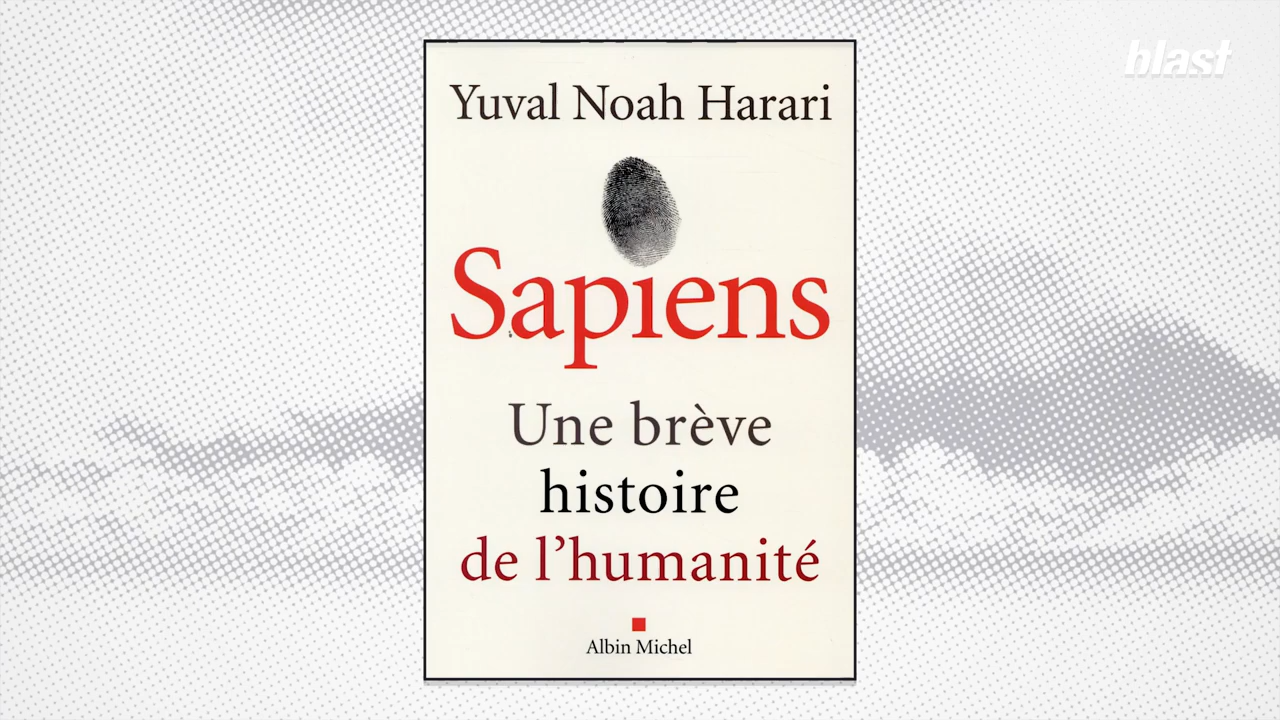 blast
Yuval Noah Harari
Sapiens
Une brève
histoire
de l'humanité
Albin Michel